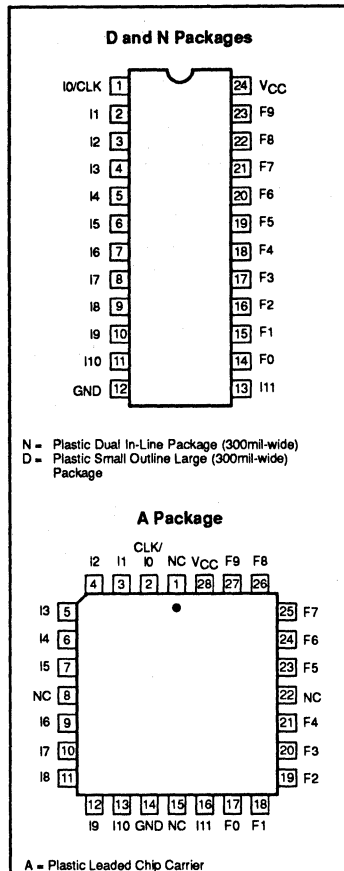 D and N Packages
I0/CLK 1 24 VCC
I1 2 23 F9
I2 3 22 F8
I3 4 21 F7
I4 5 20 F6
I5 6 19 F5
I6 7 18 F4
I7 8 17 F3
I8 9 16 F2
I9 10 15 F1
I10 11 14 F0
GND 12 13 I11
N = Plastic Dual In-Line Package (300mil-wide)
D = Plastic Small Outline Large (300mil-wide)
Package
A Package
CLK/
I2 I1 I0 NC VCC F9 F8
4 3 2 1 28 27 26
I3 5 25 F7
I4 6 24 F6
I5 7 23 F5
NC 8 22 NC
I6 9 21 F4
I7 10 20 F3
I8 11 19 F2
12 13 14 15 16 17 18
I9 I10 GND NC I11 F0 F1
A = Plastic Leaded Chip Carrier